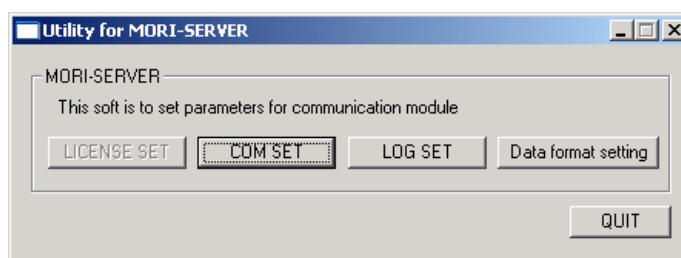 Utility for MORI-SERVER
MORI-SERVER
This soft is to set parameters for communication module
LICENSE SET COM SET LOG SET Data format setting
QUIT